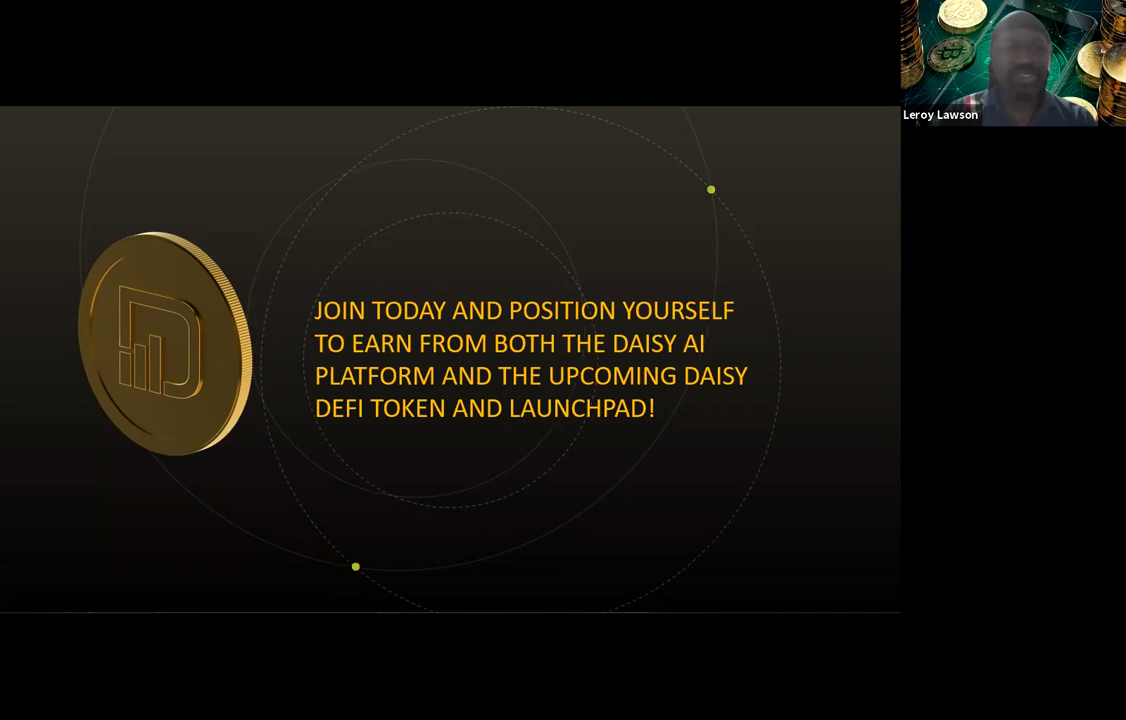 Leroy Lawson
JOIN TODAY AND POSITION YOURSELF
TO EARN FROM BOTH THE DAISY AI
PLATFORM AND THE UPCOMING DAISY
DEFI TOKEN AND LAUNCHPAD!